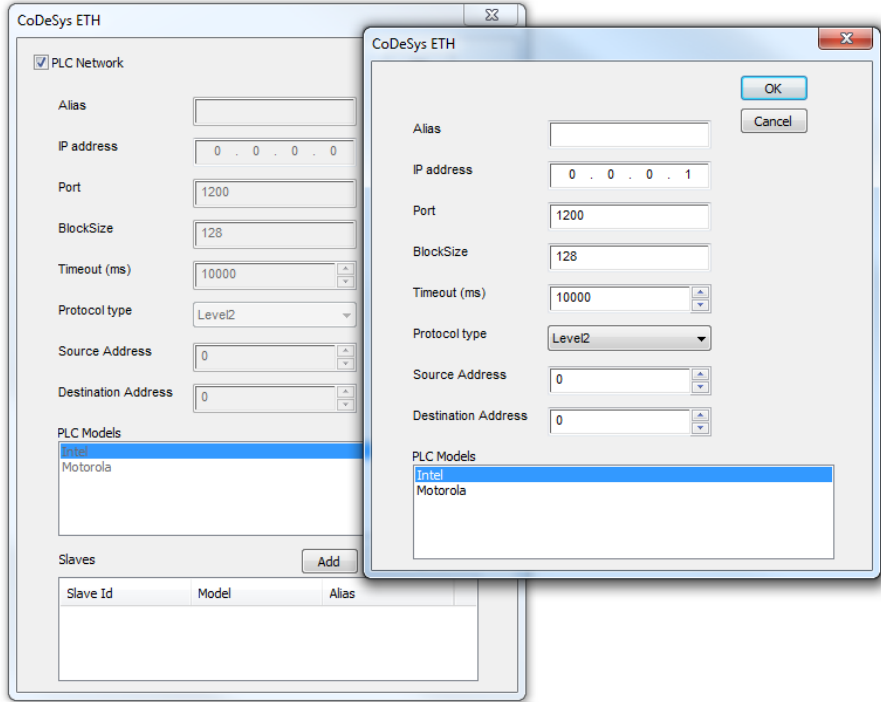 CoDeSys ETH
PLC Network
Alias
IP address 0 . 0 . 0 . 0
Port 1200
BlockSize 128
Timeout (ms) 10000
Protocol type Level2
Source Address 0
Destination Address 0
PLC Models
Intel
Motorola
Slaves Add
Slave Id Model Alias
CoDeSys ETH
OK
Cancel
Alias
IP address 0 . 0 . 0 . 1
Port 1200
BlockSize 128
Timeout (ms) 10000
Protocol type Level2
Source Address 0
Destination Address 0
PLC Models
Intel
Motorola